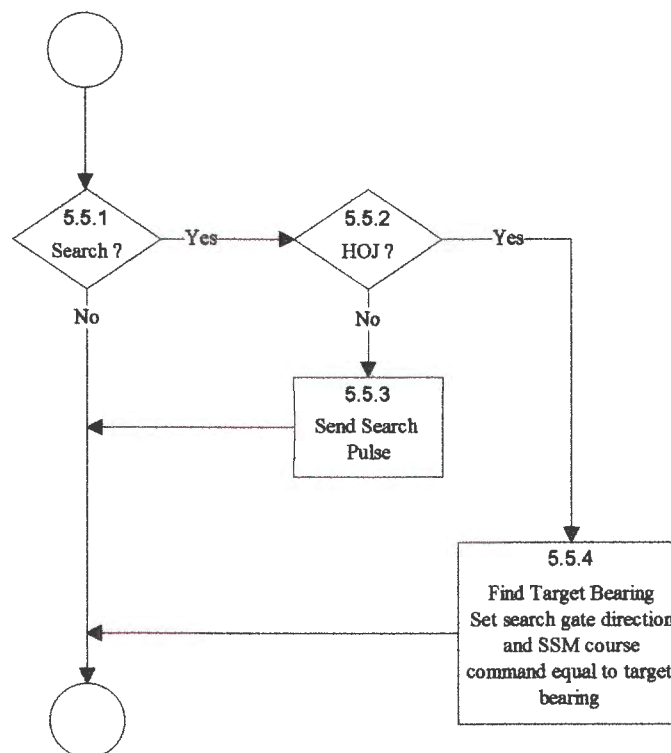 5.5.1
Search ?
Yes
5.5.2
HOJ ?
Yes
No
No
5.5.3
Send Search
Pulse
5.5.4
Find Target Bearing
Set search gate direction
and SSM course
command equal to target
bearing